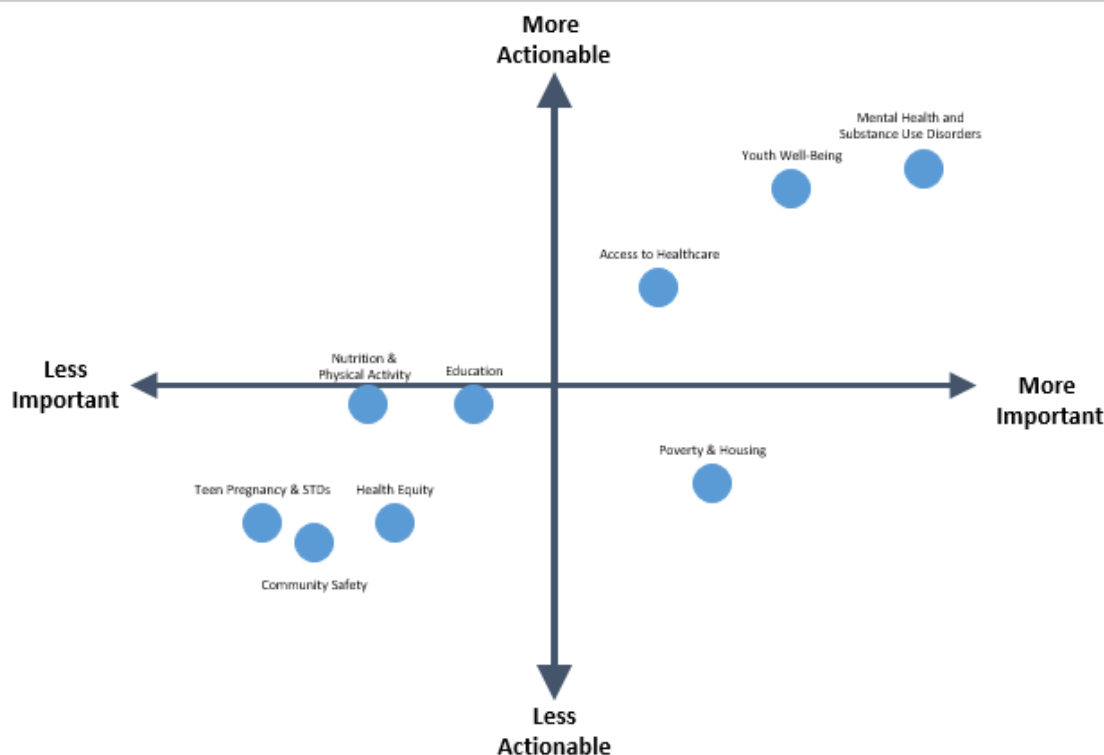 More
Actionable
Mental Health and
Substance Use Disorders
Youth Well-Being
Access to Healthcare
Nutrition &
Physical Activity
Education
Less
Important
More
Important
Poverty & Housing
Teen Pregnancy & STDs
Health Equity
Community Safety
Less
Actionable